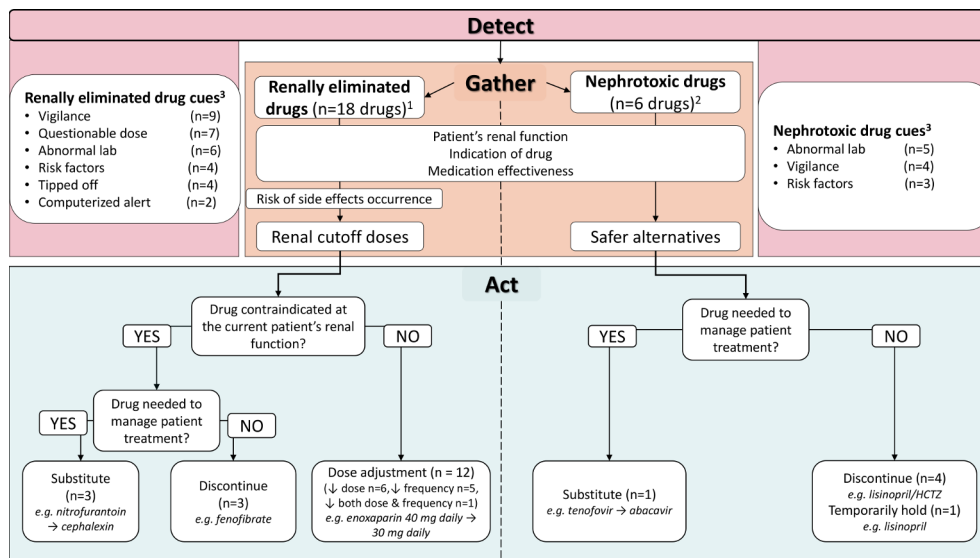 Detect
Renally eliminated drug cues³
• Vigilance (n=9)
• Questionable dose (n=7)
• Abnormal lab (n=6)
• Risk factors (n=4)
• Tipped off (n=4)
• Computerized alert (n=2)
Gather
Renally eliminated
drugs (n=18 drugs)¹
Nephrotoxic drugs
(n=6 drugs)²
Patient's renal function
Indication of drug
Medication effectiveness
Risk of side effects occurrence
Renal cutoff doses
Safer alternatives
Nephrotoxic drug cues³
• Abnormal lab (n=5)
• Vigilance (n=4)
• Risk factors (n=3)
Act
Drug contraindicated at
the current patient's renal
function?
YES
NO
Drug needed to
manage patient
treatment?
YES
NO
Substitute
(n=3)
e.g. nitrofurantoin
→ cephalexin
Discontinue
(n=3)
e.g. fenofibrate
Dose adjustment (n = 12)
(↓ dose n=6,↓ frequency n=5,
↓ both dose & frequency n=1)
e.g. enoxaparin 40 mg daily →
30 mg daily
Drug needed to
manage patient
treatment?
YES
NO
Substitute (n=1)
e.g. tenofovir → abacavir
Discontinue (n=4)
e.g. lisinopril/HCTZ
Temporarily hold (n=1)
e.g. lisinopril